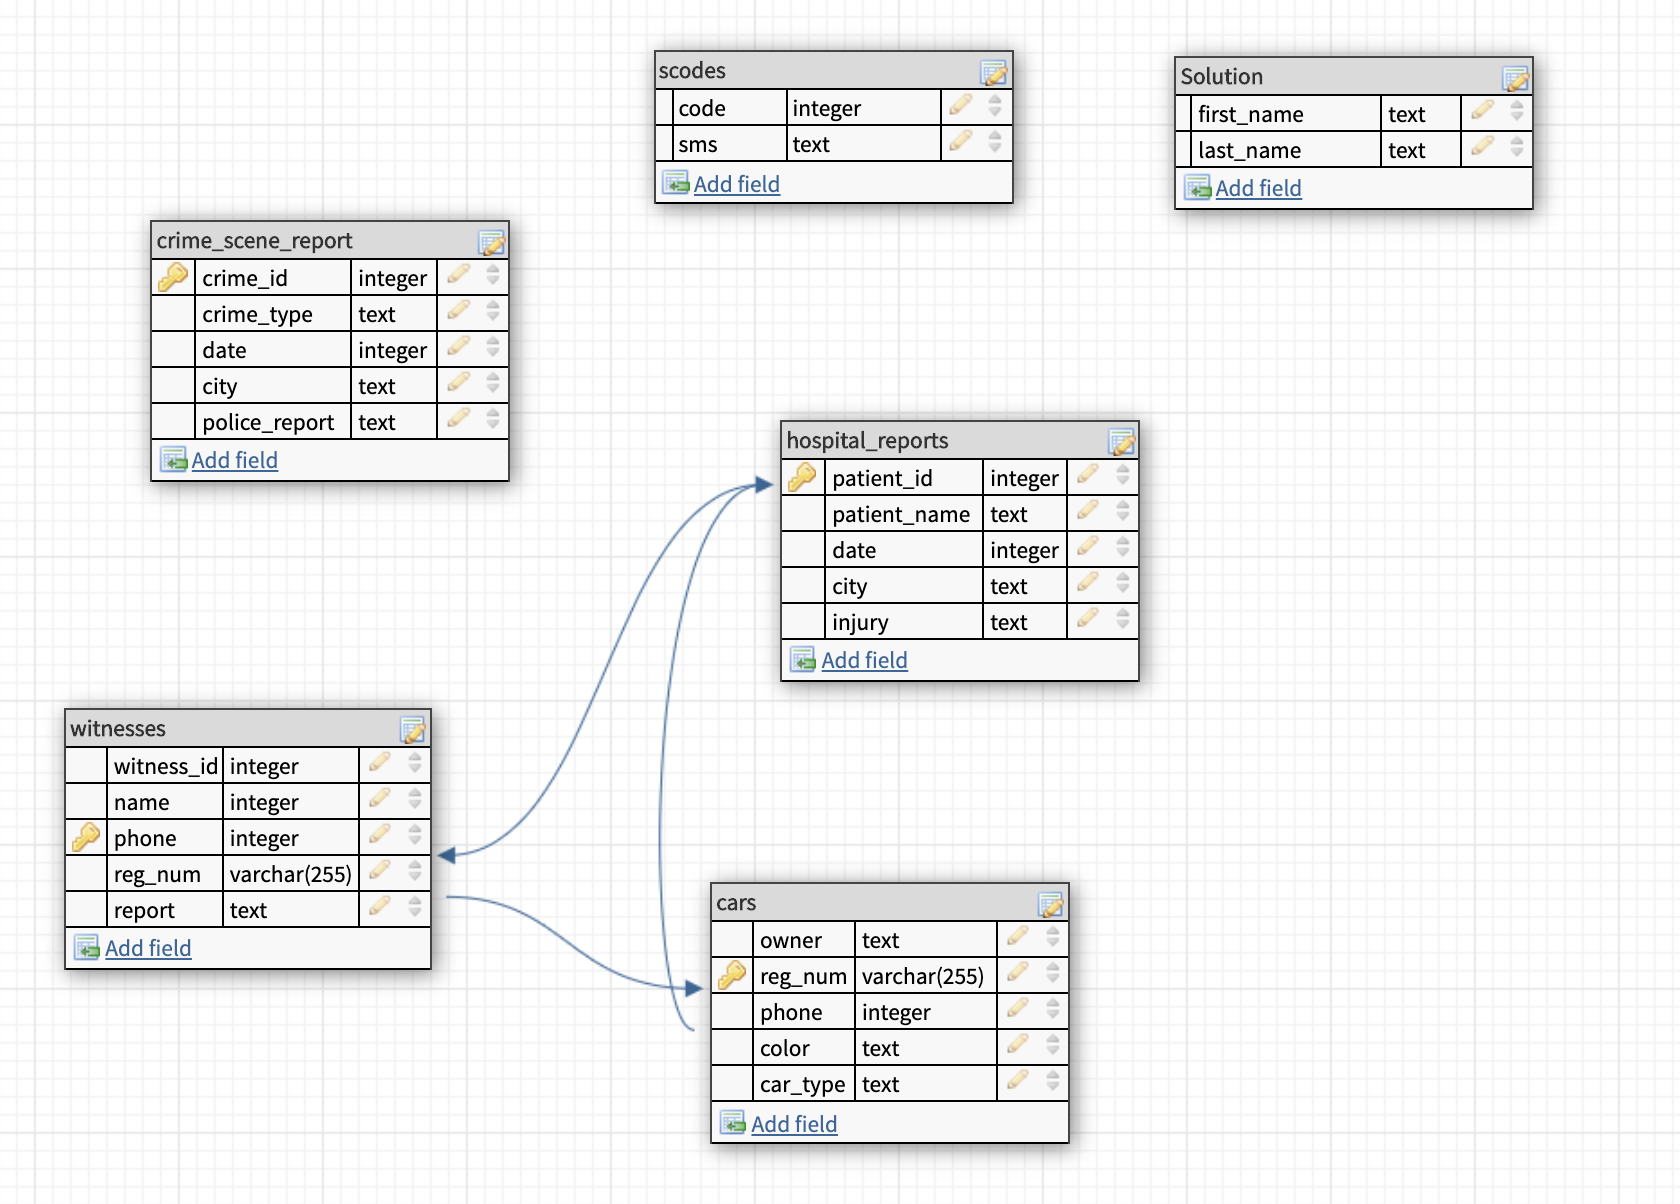 scodes
code integer
sms text
Add field
Solution
first_name text
last_name text
Add field
crime_scene_report
crime_id integer
crime_type text
date integer
city text
police_report text
Add field
hospital_reports
patient_id integer
patient_name text
date integer
city text
injury text
Add field
witnesses
witness_id integer
name integer
phone integer
reg_num varchar(255)
report text
Add field
cars
owner text
reg_num varchar(255)
phone integer
color text
car_type text
Add field